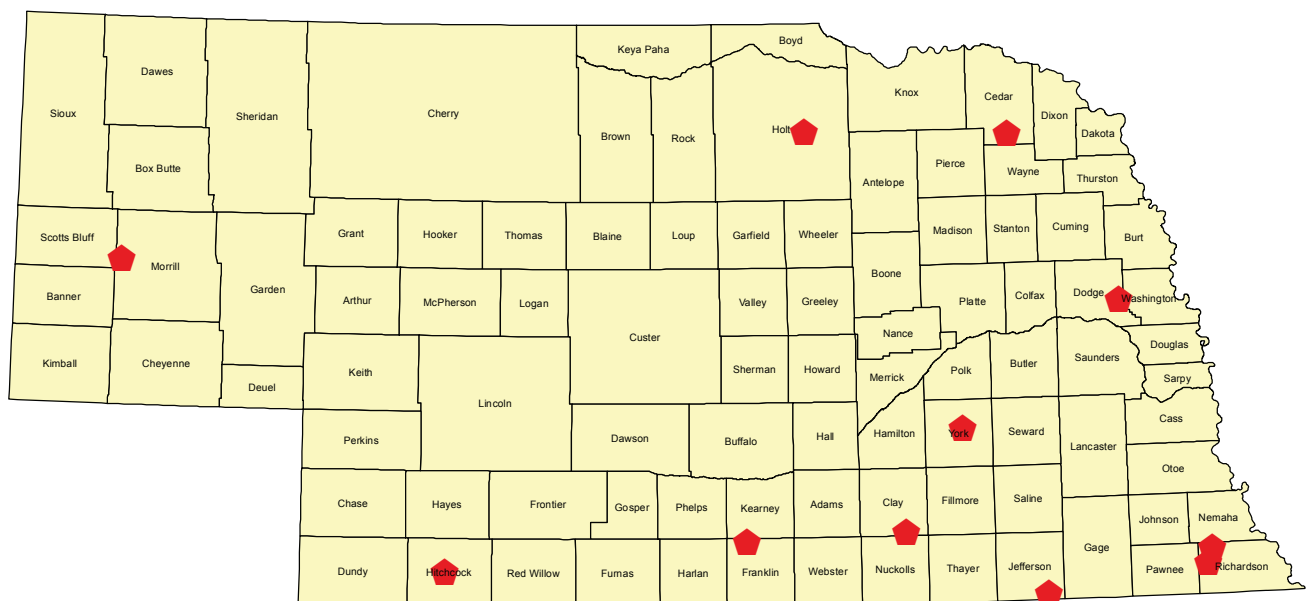 Keya Paha
Boyd
Dawes
Knox
Cedar
Sioux
Cherry
Sheridan
Dixon
Holt
Dakota
Brown
Rock
Pierce
Box Butte
Wayne
Thurston
Antelope
Scotts Bluff
Grant
Hooker
Thomas
Blaine
Loup
Garfield
Wheeler
Madison
Stanton
Cuming
Burt
Morrill
Boone
Banner
Garden
Arthur
McPherson
Logan
Valley
Greeley
Platte
Colfax
Dodge
Washington
Custer
Nance
Kimball
Cheyenne
Deuel
Keith
Sherman
Howard
Merrick
Polk
Butler
Saunders
Douglas
Sarpy
Lincoln
Perkins
Dawson
Buffalo
Hall
Hamilton
York
Seward
Lancaster
Cass
Otoe
Chase
Hayes
Frontier
Gosper
Phelps
Kearney
Adams
Clay
Fillmore
Saline
Johnson
Nemaha
Dundy
Hitchcock
Red Willow
Furnas
Harlan
Franklin
Webster
Nuckolls
Thayer
Jefferson
Gage
Pawnee
Richardson